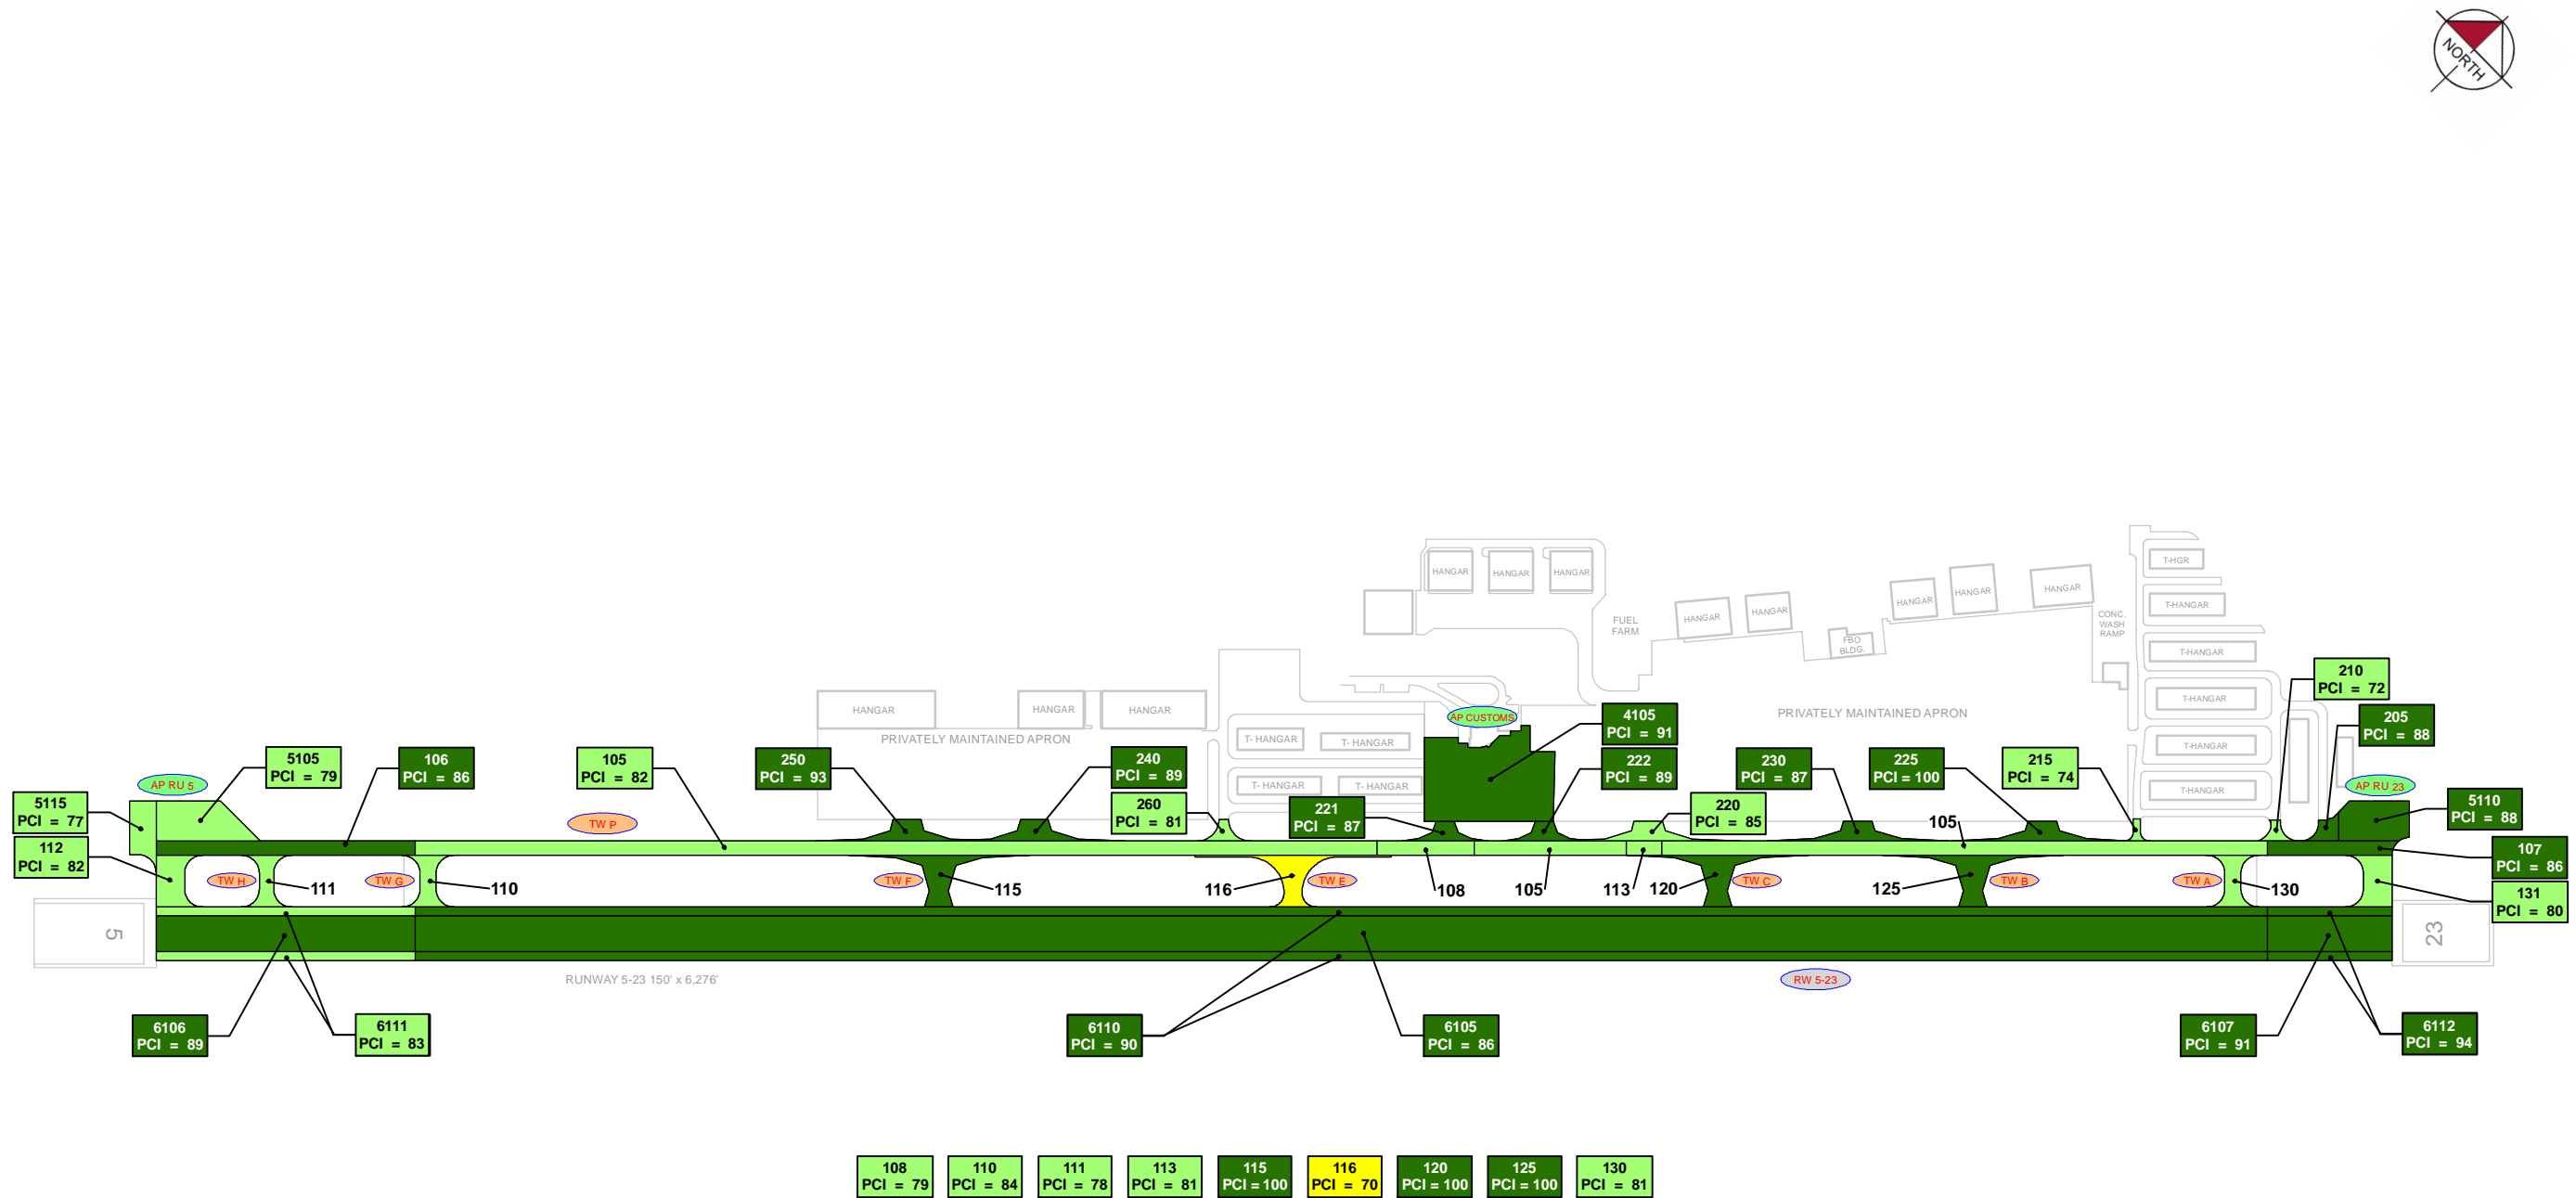 NORTH
HANGAR
HANGAR
HANGAR
T-HGR
HANGAR
HANGAR
HANGAR
HANGAR
HANGAR
T-HANGAR
FUEL
FARM
CONC.
WASH
RAMP
FBO
BLDG.
T-HANGAR
210
PCI = 72
T-HANGAR
HANGAR
HANGAR
HANGAR
AP CUSTOMS
4105
PCI = 91
PRIVATELY MAINTAINED APRON
205
PCI = 88
PRIVATELY MAINTAINED APRON
T- HANGAR
T- HANGAR
T-HANGAR
5105
PCI = 79
106
PCI = 86
105
PCI = 82
250
PCI = 93
240
PCI = 89
222
PCI = 89
230
PCI = 87
225
PCI = 100
215
PCI = 74
AP RU 5
T- HANGAR
T- HANGAR
T-HANGAR
AP RU 23
5115
PCI = 77
TW P
260
PCI = 81
221
PCI = 87
220
PCI = 85
105
5110
PCI = 88
112
PCI = 82
107
PCI = 86
TW H
111
TW G
110
TW F
115
116
TW E
108
105
113
120
TW C
125
TW B
TW A
130
131
PCI = 80
5
23
RUNWAY 5-23 150' x 6,276'
RW 5-23
6106
PCI = 89
6111
PCI = 83
6110
PCI = 90
6105
PCI = 86
6107
PCI = 91
6112
PCI = 94
108
PCI = 79
110
PCI = 84
111
PCI = 78
113
PCI = 81
115
PCI = 100
116
PCI = 70
120
PCI = 100
125
PCI = 100
130
PCI = 81